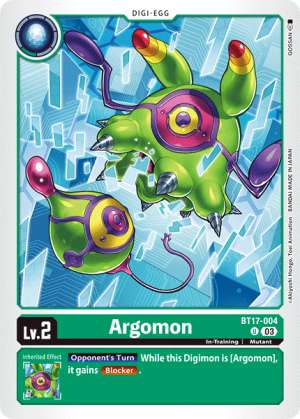 DIGI-EGG
GOSSAN
©Akiyoshi Hongo, Toei Animation · BANDAI MADE IN JAPAN
BT17-004
Lv.2
Argomon
U 03
In-Training | Mutant
Inherited Effect
Opponent's Turn While this Digimon is [Argomon],
it gains Blocker.